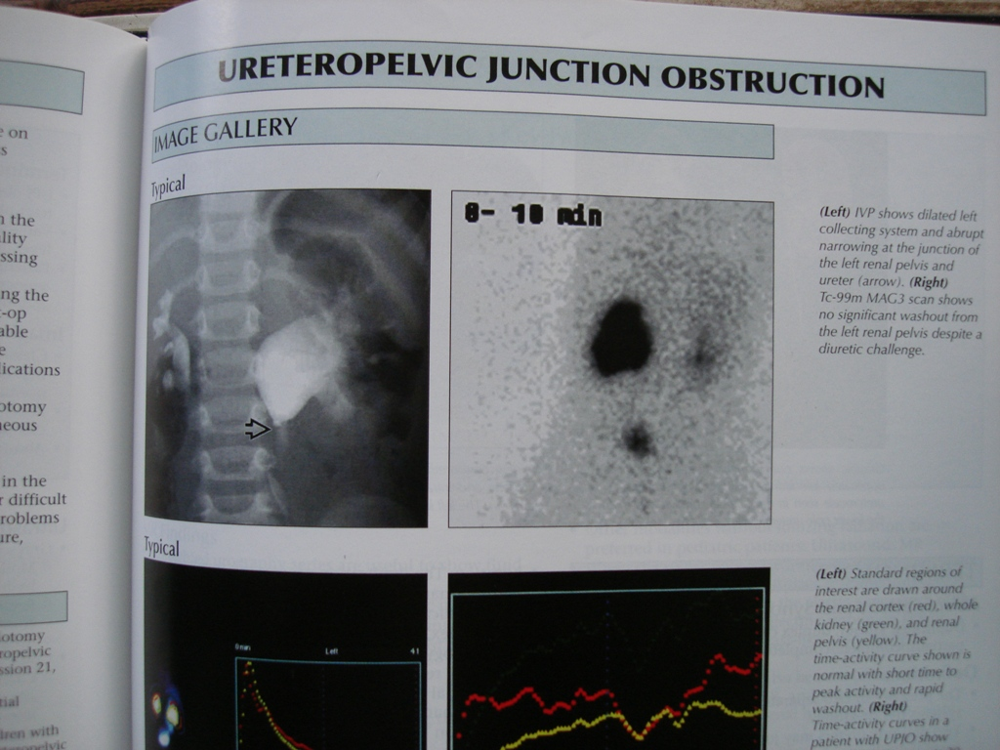 e on
s
n the
ality
ssing
ng the
t-op
able
e
lications
otomy
neous
in the
r difficult
roblems
ure,
otomy
ropelvic
ssion 21,
tial
dren with
eropelvic
URETEROPELVIC JUNCTION OBSTRUCTION
IMAGE GALLERY
Typical
8- 10 min
(Left) IVP shows dilated left
collecting system and abrupt
narrowing at the junction of
the left renal pelvis and
ureter (arrow). (Right)
Tc-99m MAG3 scan shows
no significant washout from
the left renal pelvis despite a
diuretic challenge.
Typical
0 min Left 41
(Left) Standard regions of
interest are drawn around
the renal cortex (red), whole
kidney (green), and renal
pelvis (yellow). The
time-activity curve shown is
normal with short time to
peak activity and rapid
washout. (Right)
Time-activity curves in a
patient with UPJO show